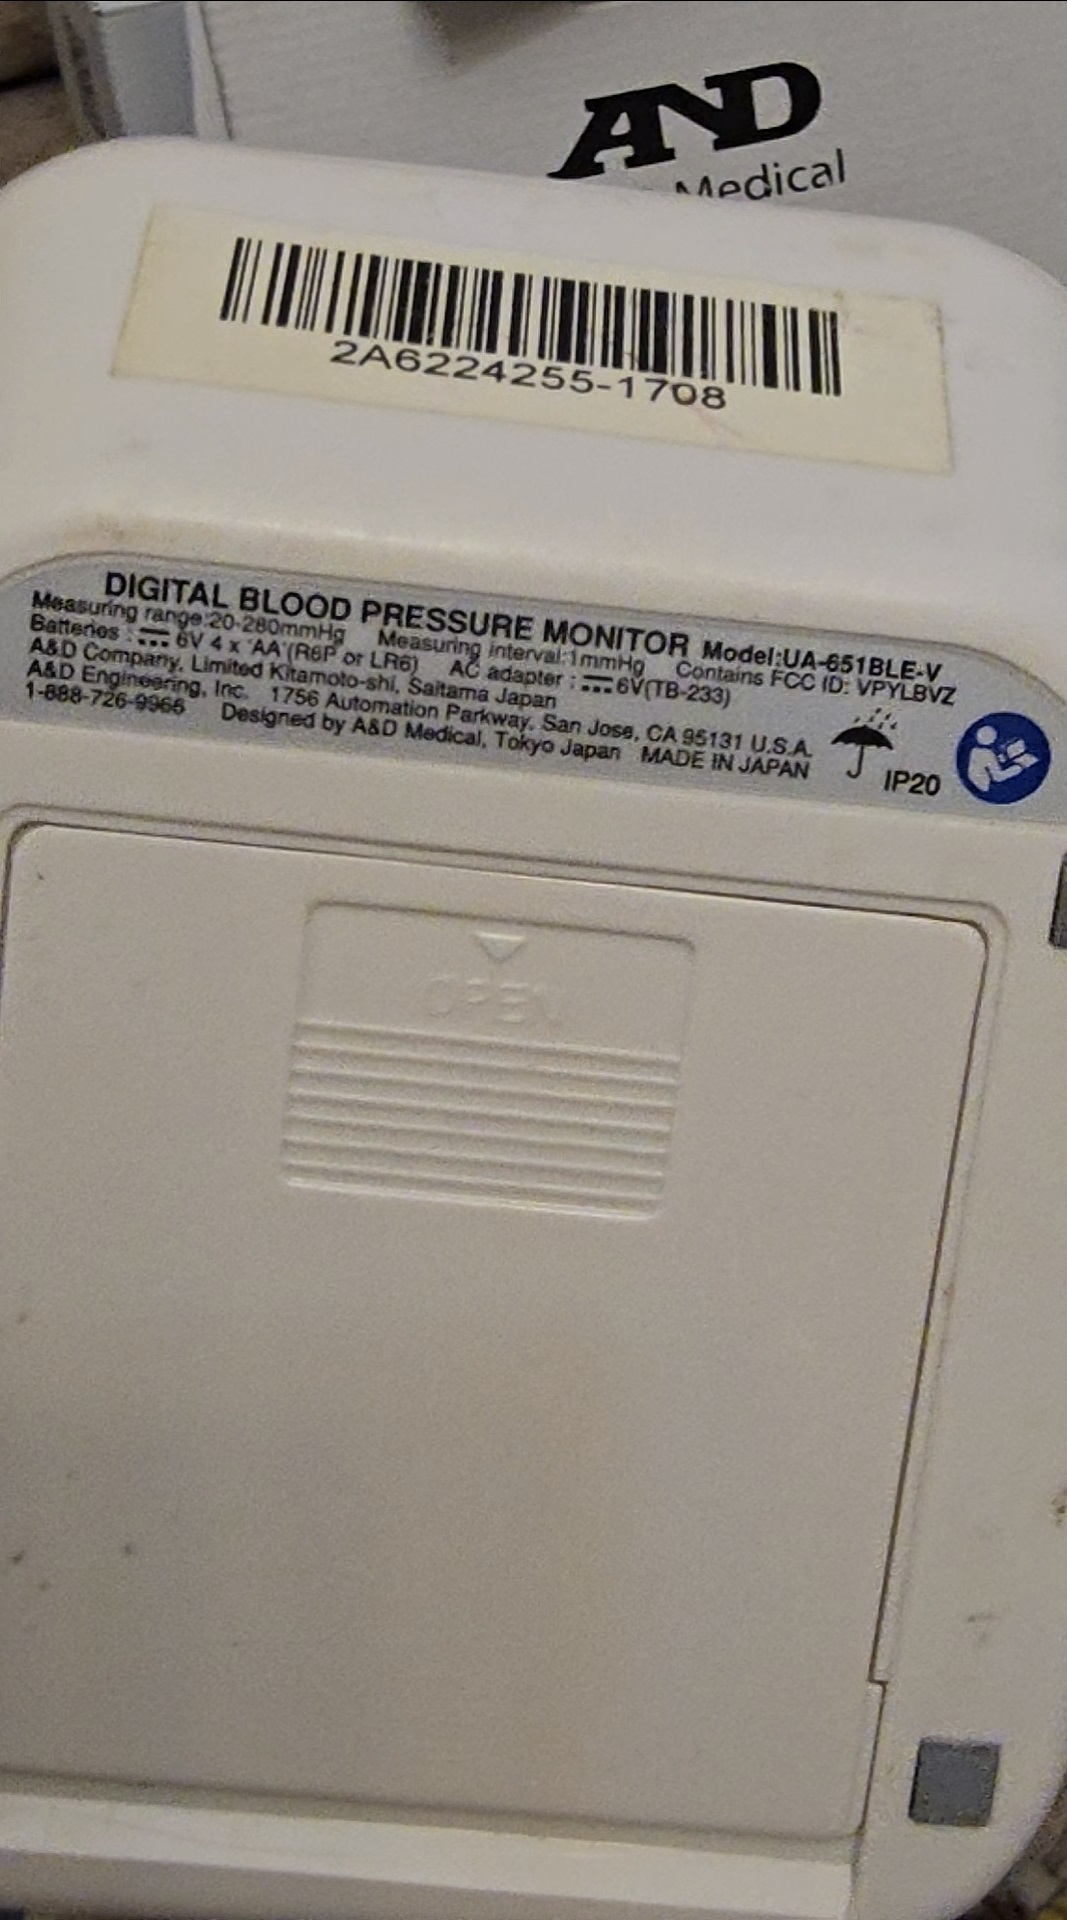 AND
Medical
2A6224255-1708
DIGITAL BLOOD PRESSURE MONITOR Model:UA-651BLE-V
Measuring range:20-280mmHg Measuring interval:1mmHg Contains FCC ID: VPYLBVZ
Batteries : 6V 4 x 'AA'(R6P or LR6) AC adapter : 6V(TB-233)
A&D Company, Limited Kitamoto-shi, Saitama Japan
A&D Engineering, Inc. 1756 Automation Parkway, San Jose, CA 95131 U.S.A.
1-888-726-9966 Designed by A&D Medical, Tokyo Japan MADE IN JAPAN
IP20
OPEN